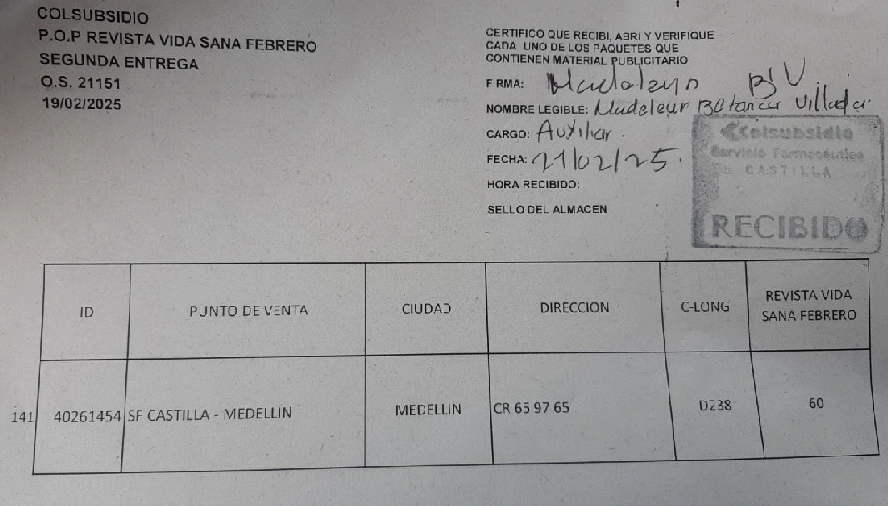 COLSUBSIDIO
P.O.P REVISTA VIDA SANA FEBRERO
SEGUNDA ENTREGA
O.S. 21151
19/02/2025
CERTIFICO QUE RECIBI, ABRI Y VERIFIQUE
CADA UNO DE LOS PAQUETES QUE
CONTIENEN MATERIAL PUBLICITARIO
FIRMA:
NOMBRE LEGIBLE:
CARGO: Auxiliar.
FECHA: 21/02/25.
HORA RECIBIDO:
SELLO DEL ALMACEN
Colsubsidio
Servicio Farmacéutico
CASTILLA
RECIBIDO
ID PUNTO DE VENTA CIUDAD DIRECCION C-LONG REVISTA VIDA SANA FEBRERO
141 40261454 SF CASTILLA - MEDELLIN MEDELLIN CR 65 97 65 D238 60